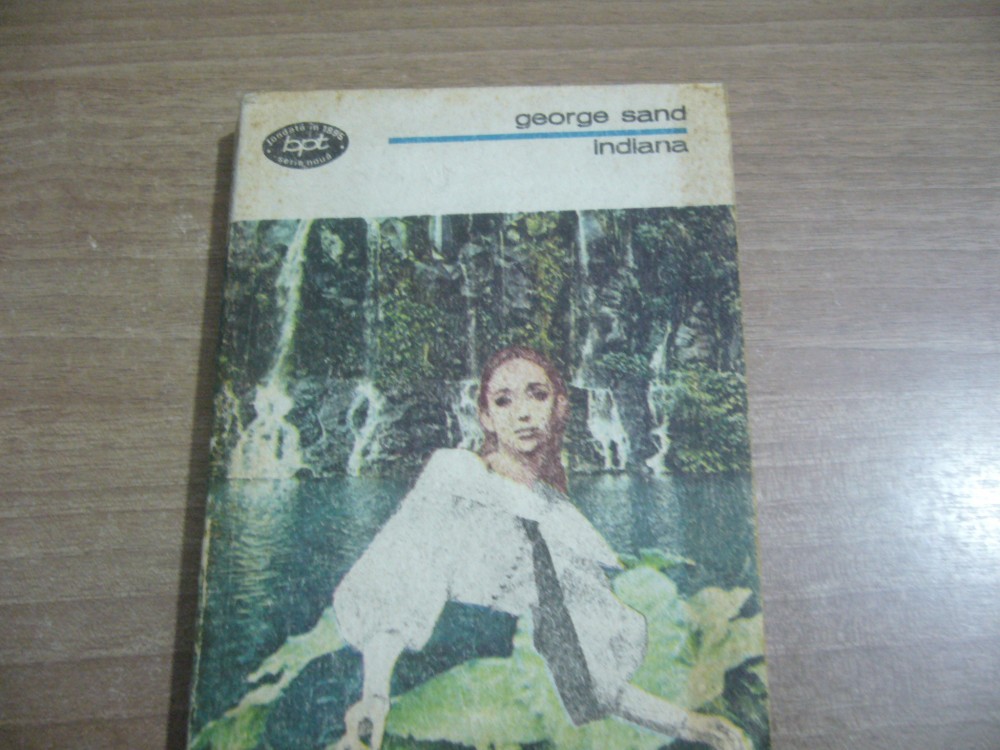 george sand
indiana
fondată în 1895
bpt
serie nouă